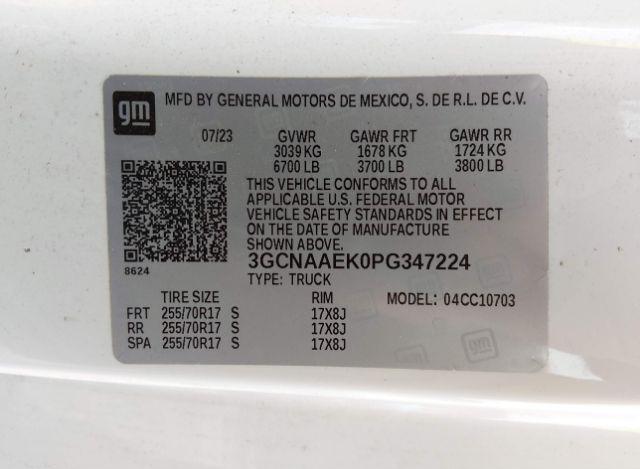 gm
MFD BY GENERAL MOTORS DE MEXICO, S. DE R.L. DE C.V.
07/23 GVWR GAWR FRT GAWR RR
3039 KG 1678 KG 1724 KG
6700 LB 3700 LB 3800 LB
THIS VEHICLE CONFORMS TO ALL
APPLICABLE U.S. FEDERAL MOTOR
VEHICLE SAFETY STANDARDS IN EFFECT
ON THE DATE OF MANUFACTURE
SHOWN ABOVE.
8624
3GCNAAEK0PG347224
TYPE: TRUCK
TIRE SIZE RIM MODEL: 04CC10703
FRT 255/70R17 S 17X8J
RR 255/70R17 S 17X8J
SPA 255/70R17 S 17X8J
gm